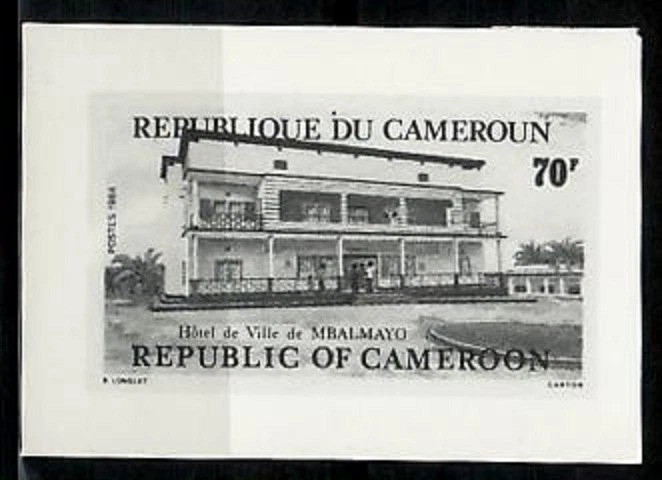 REPUBLIQUE DU CAMEROUN
70F
POSTES 1984
Hôtel de Ville de MBALMAYO
REPUBLIC OF CAMEROON
CARTOR